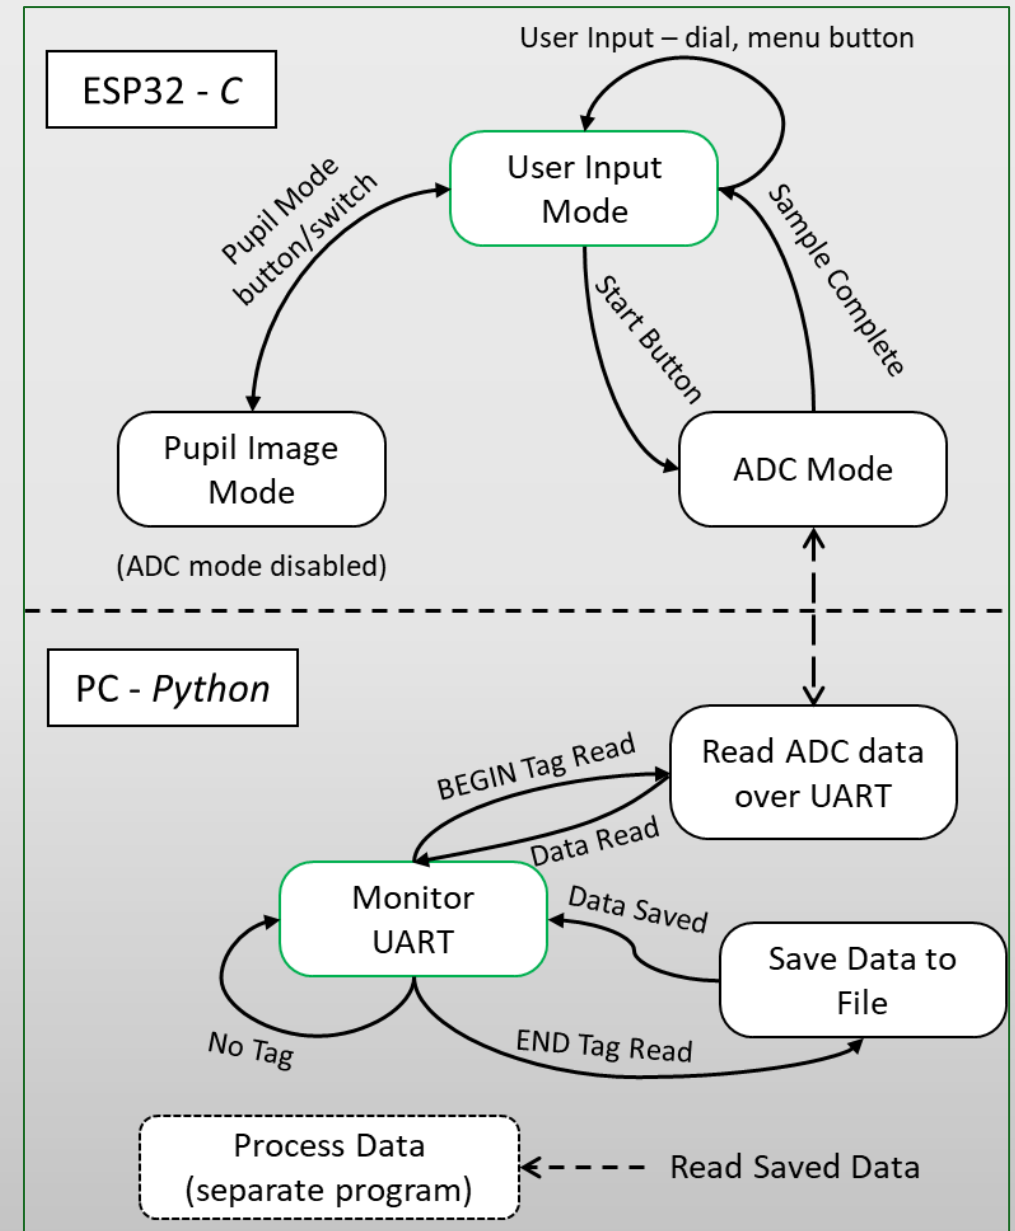 User Input – dial, menu button
ESP32 - C
User Input
Mode
Pupil Mode
button/switch
Sample Complete
Start Button
Pupil Image
Mode
ADC Mode
(ADC mode disabled)
PC - Python
Read ADC data
over UART
BEGIN Tag Read
Data Read
Monitor
UART
Data Saved
Save Data to
File
No Tag
END Tag Read
Process Data
(separate program)
Read Saved Data